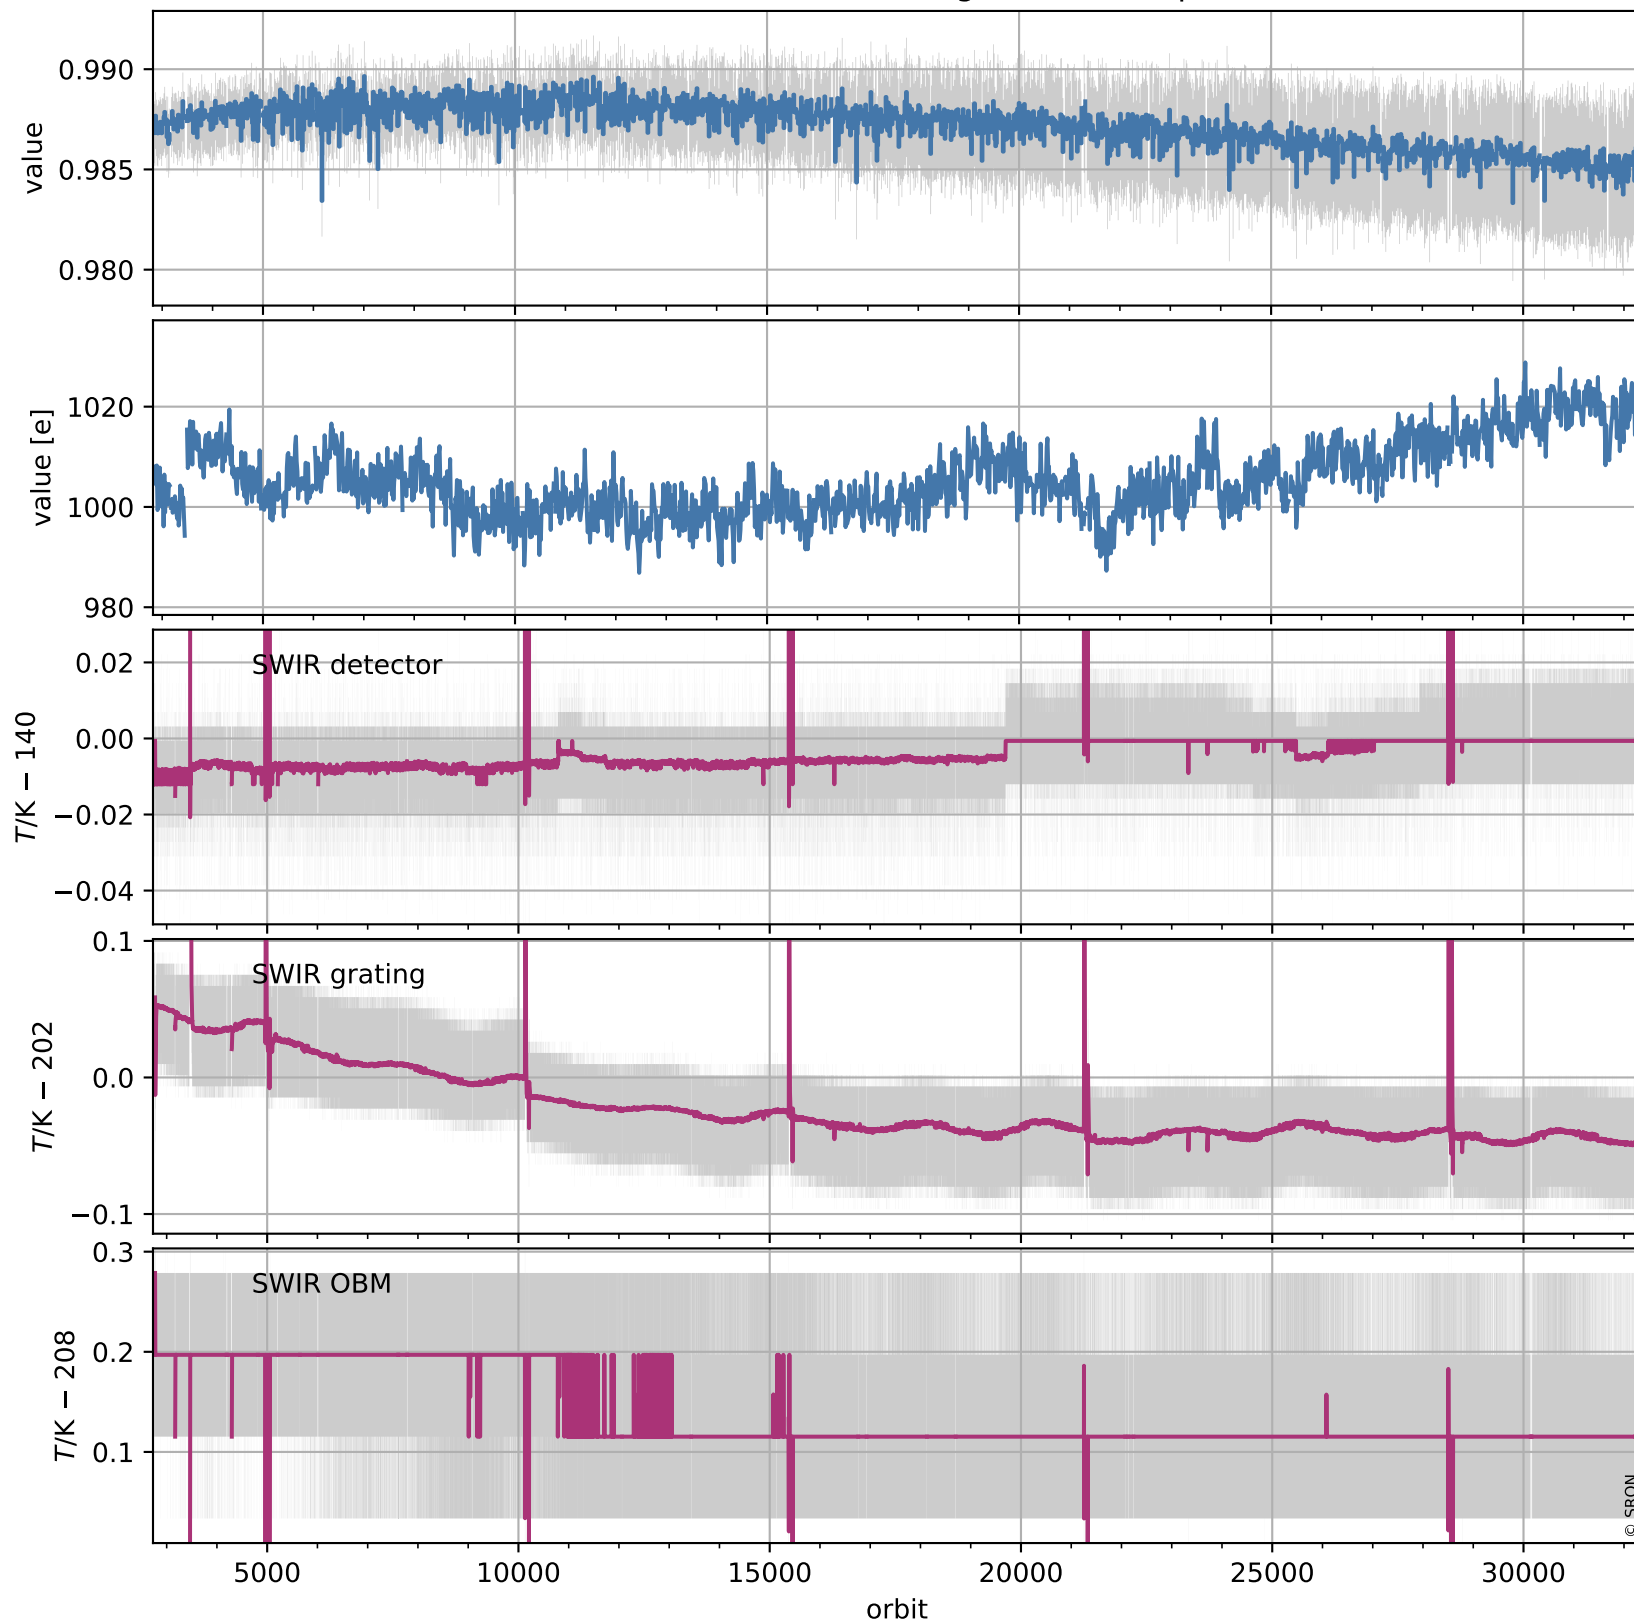 0.990
0.985
0.980
value
1020
1000
980
value [e]
SWIR detector
0.02
0.00
−0.02
−0.04
T/K − 140
SWIR grating
0.1
0.0
−0.1
T/K − 202
SWIR OBM
0.3
0.2
0.1
T/K − 208
© SRON
5000 10000 15000 20000 25000 30000
orbit